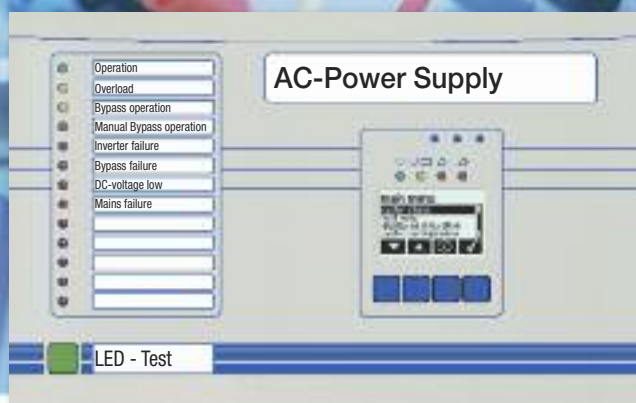 Operation
Overload
Bypass operation
Manual Bypass operation
Inverter failure
Bypass failure
DC-voltage low
Mains failure
AC-Power Supply
main menu
LED - Test